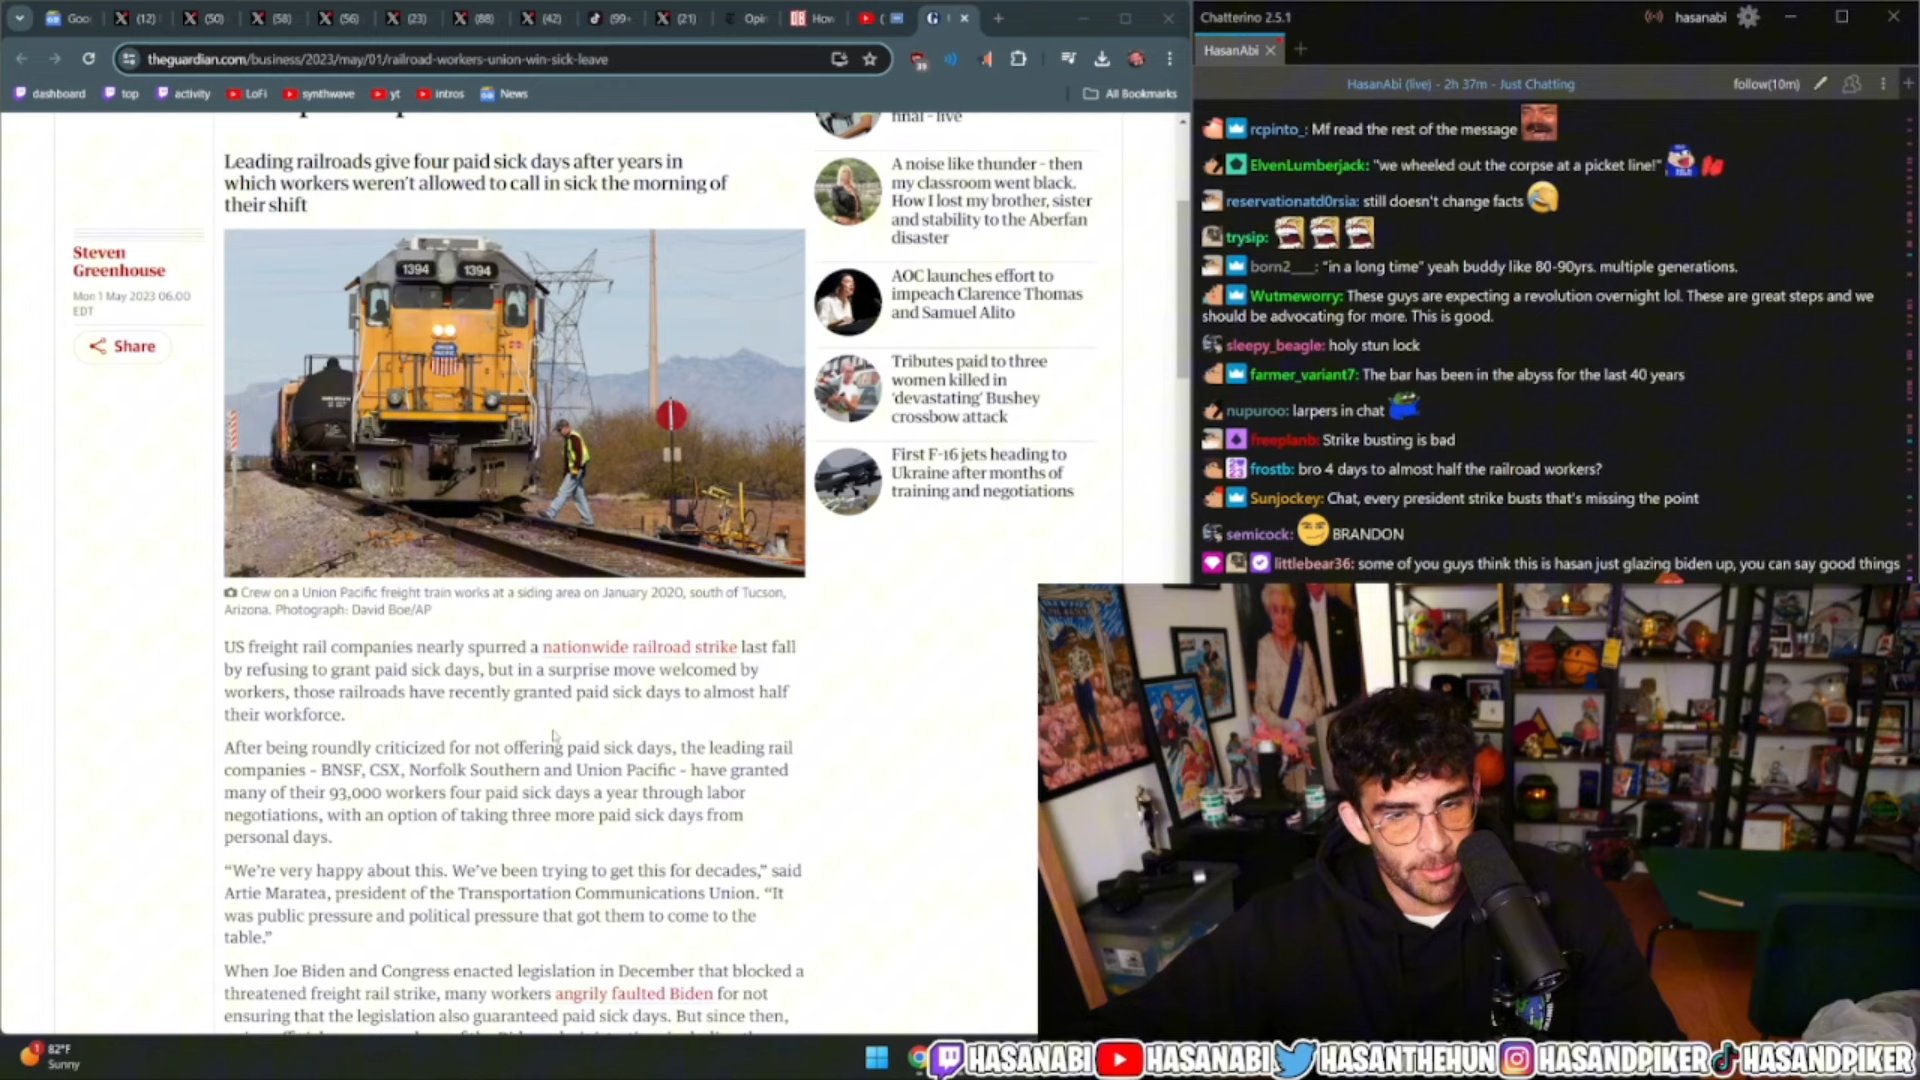 Goo
(12)
(50)
(58)
(56)
(23)
(88)
(42)
(99+
(21)
Opin
How
theguardian.com/business/2023/may/01/railroad-workers-union-win-sick-leave
dashboard
top
activity
LoFi
synthwave
yt
intros
News
All Bookmarks
Leading railroads give four paid sick days after years in
which workers weren't allowed to call in sick the morning of
their shift
Steven
Greenhouse
Mon 1 May 2023 06.00
EDT
Share
1394
1394
UNION
PACIFIC
Crew on a Union Pacific freight train works at a siding area on January 2020, south of Tucson,
Arizona. Photograph: David Boe/AP
US freight rail companies nearly spurred a nationwide railroad strike last fall
by refusing to grant paid sick days, but in a surprise move welcomed by
workers, those railroads have recently granted paid sick days to almost half
their workforce.
After being roundly criticized for not offering paid sick days, the leading rail
companies – BNSF, CSX, Norfolk Southern and Union Pacific – have granted
many of their 93,000 workers four paid sick days a year through labor
negotiations, with an option of taking three more paid sick days from
personal days.
“We’re very happy about this. We’ve been trying to get this for decades,” said
Artie Maratea, president of the Transportation Communications Union. “It
was public pressure and political pressure that got them to come to the
table.”
When Joe Biden and Congress enacted legislation in December that blocked a
threatened freight rail strike, many workers angrily faulted Biden for not
ensuring that the legislation also guaranteed paid sick days. But since then,
final – live
A noise like thunder – then
my classroom went black.
How I lost my brother, sister
and stability to the Aberfan
disaster
AOC launches effort to
impeach Clarence Thomas
and Samuel Alito
Tributes paid to three
women killed in
‘devastating’ Bushey
crossbow attack
First F-16 jets heading to
Ukraine after months of
training and negotiations
Chatterino 2.5.1
hasanabi
HasanAbi
HasanAbi (live) - 2h 37m - Just Chatting
follow(10m)
rcpinto_: Mf read the rest of the message
ElvenLumberjack: "we wheeled out the corpse at a picket line!"
reservationatd0rsia: still doesn't change facts
trysip:
born2___: "in a long time" yeah buddy like 80-90yrs. multiple generations.
Wutmeworry: These guys are expecting a revolution overnight lol. These are great steps and we
should be advocating for more. This is good.
sleepy_beagle: holy stun lock
farmer_variant7: The bar has been in the abyss for the last 40 years
nupuroo: larpers in chat
freeplanb: Strike busting is bad
frostb: bro 4 days to almost half the railroad workers?
Sunjockey: Chat, every president strike busts that's missing the point
semicock: BRANDON
littlebear36: some of you guys think this is hasan just glazing biden up, you can say good things
1
82°F
Sunny
HASANABI
HASANABI
HASANTHEHUN
HASANDPIKER
HASANDPIKER